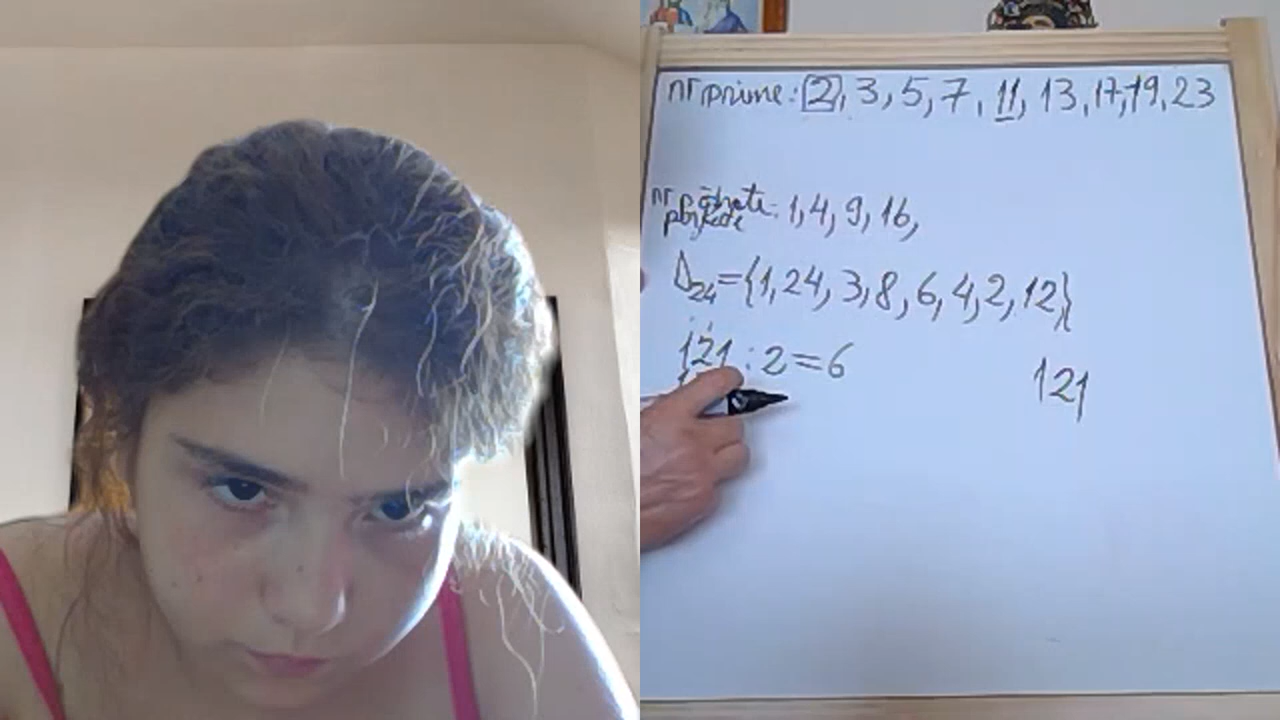 nr prime: 2, 3, 5, 7, 11, 13, 17, 19, 23
nr pătrate: 1, 4, 9, 16,
D24={1, 24, 3, 8, 6, 4, 2, 12}
121 : 2 = 6
121